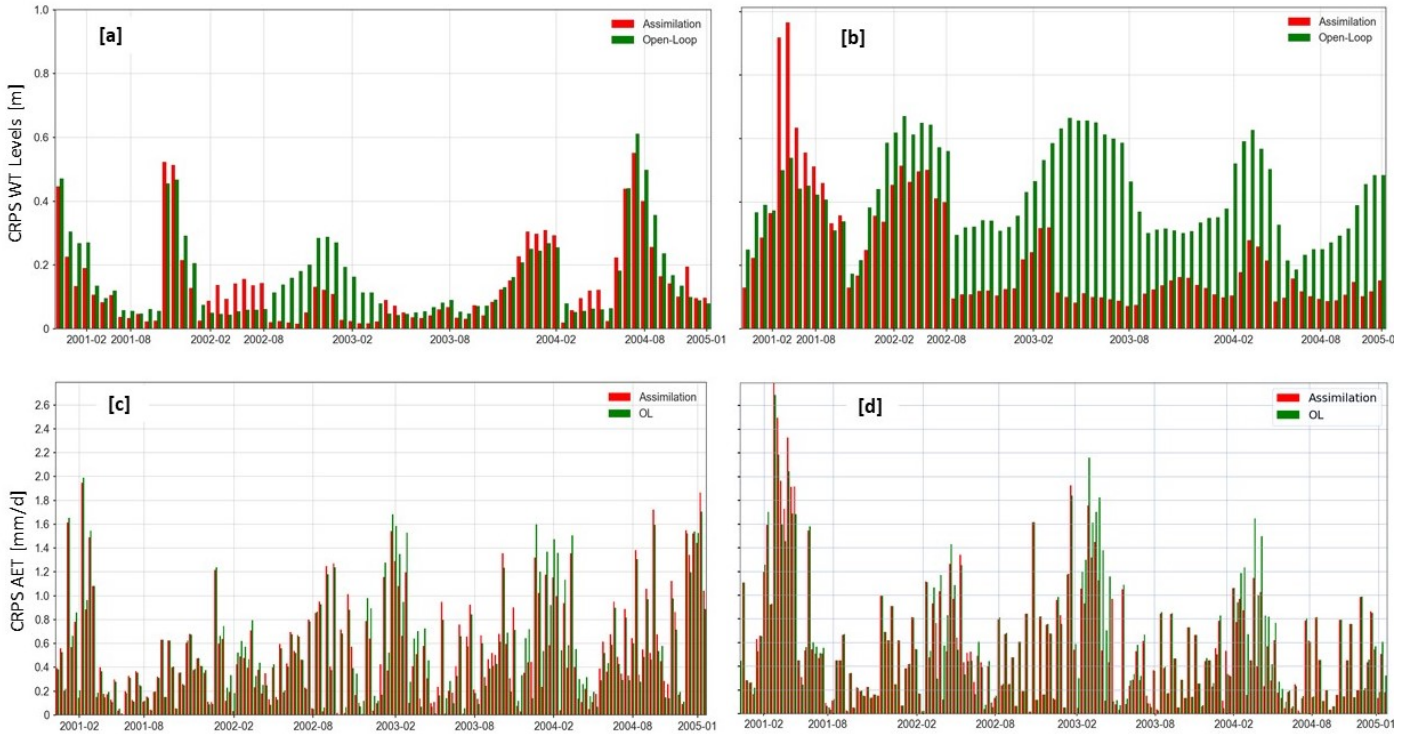 [a]
Assimilation
Open-Loop
CRPS WT Levels [m]
1.0
0.8
0.6
0.4
0.2
0
2001-02 2001-08 2002-02 2002-08 2003-02 2003-08 2004-02 2004-08 2005-01
[b]
Assimilation
Open-Loop
2001-02 2001-08 2002-02 2002-08 2003-02 2003-08 2004-02 2004-08 2005-0
[c]
Assimilation
OL
CRPS AET [mm/d]
2.6
2.4
2.2
2.0
1.8
1.6
1.4
1.2
1.0
0.8
0.6
0.4
0.2
0
2001-02 2001-08 2002-02 2002-08 2003-02 2003-08 2004-02 2004-08 2005-01
[d]
Assimilation
OL
2001-02 2001-08 2002-02 2002-08 2003-02 2003-08 2004-02 2004-08 2005-01